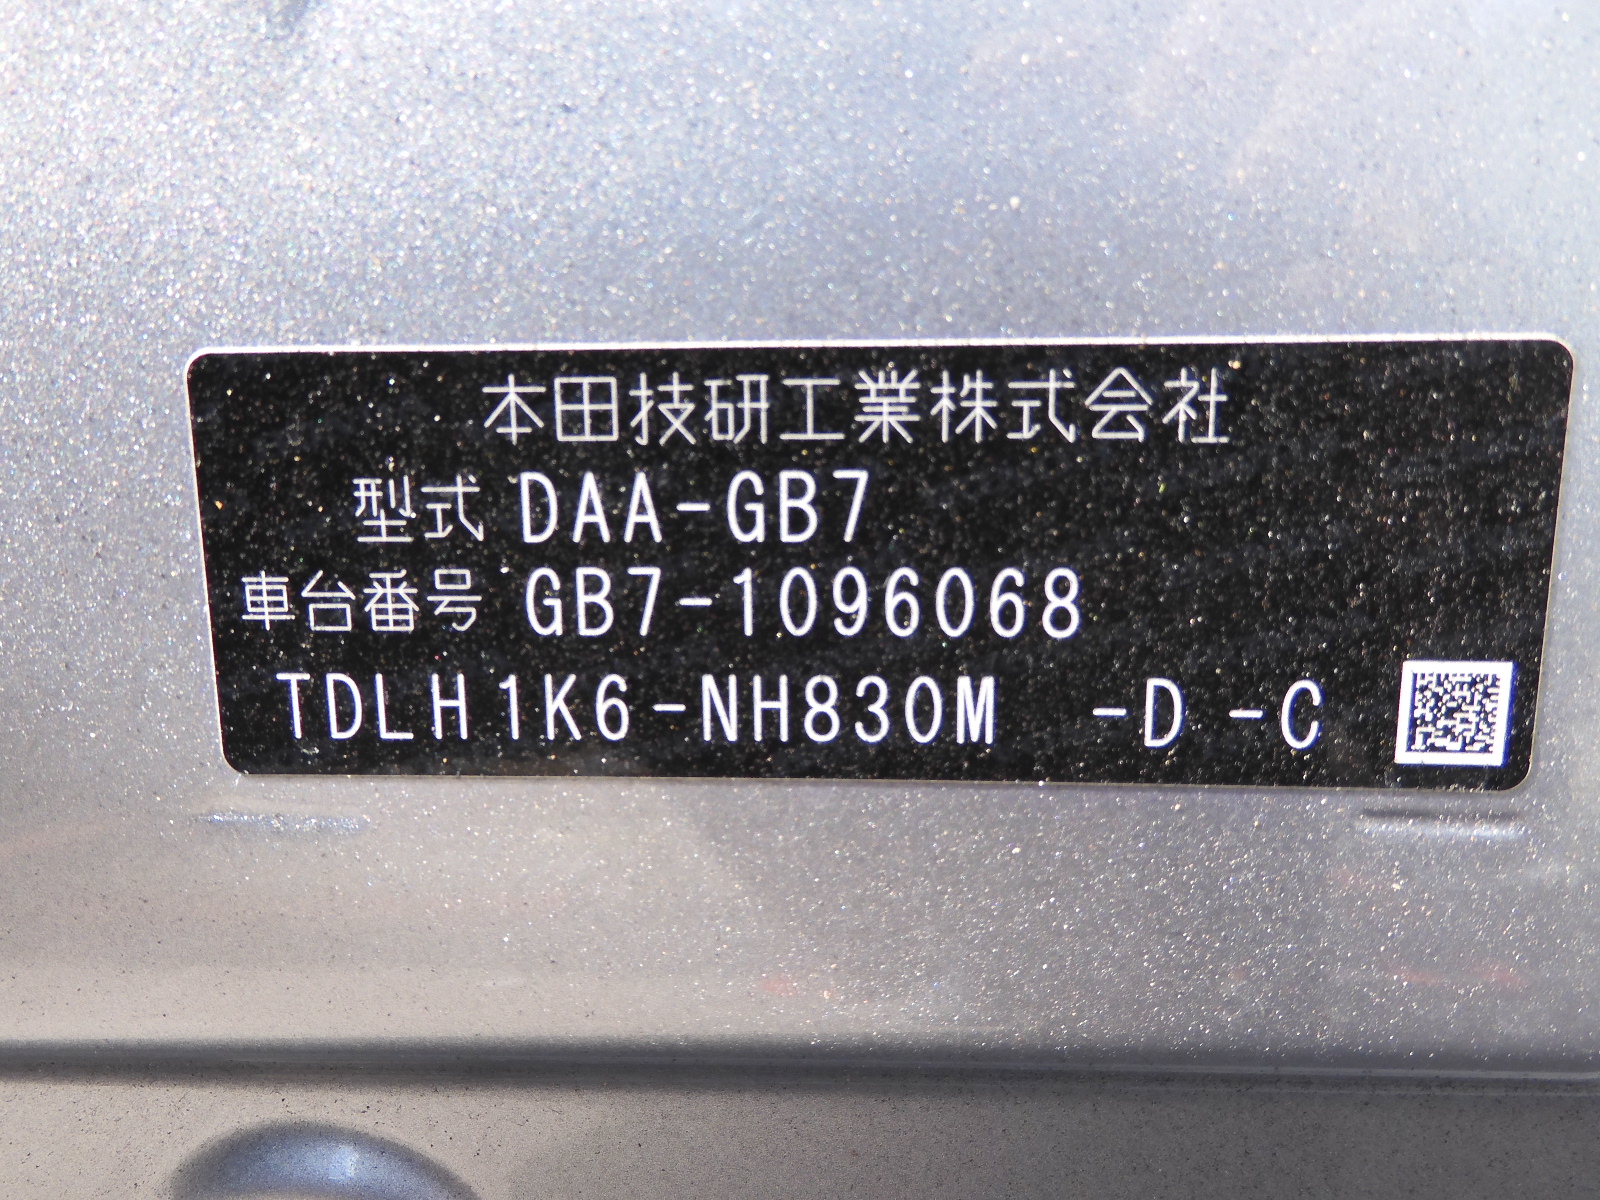 本田技研工業株式会社
型式 DAA-GB7
車台番号 GB7-1096068
TDLH1K6-NH830M -D -C